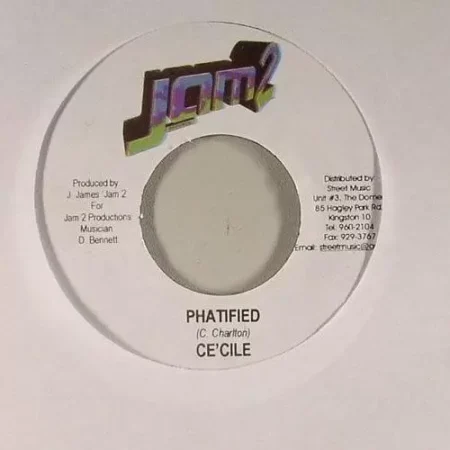 Jam2
Produced by
J. James 'Jam 2
For
Jam 2 Productions
Musician
D. Bennett
Distributed by
Street Music
Unit #3, The Dome
85 Hagley Park Rd.
Kingston 10
Tel: 960-2104
Fax: 929-3767
Email: streetmusic@
PHATIFIED
(C. Charlton)
CE'CILE